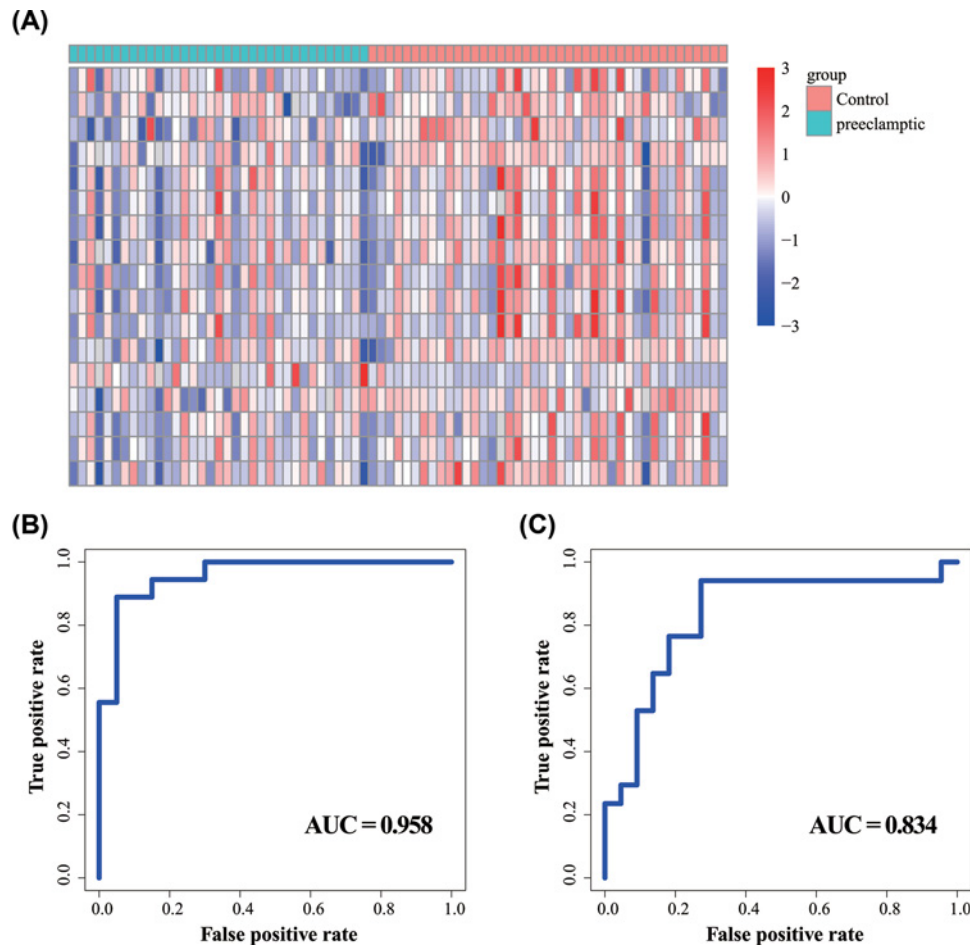 (A)
3
2
1
0
−1
−2
−3
group
Control
preeclamptic
(B)
True positive rate
1.0
0.8
0.6
0.4
0.2
0.0
AUC = 0.958
0.0 0.2 0.4 0.6 0.8 1.0
False positive rate
(C)
True positive rate
1.0
0.8
0.6
0.4
0.2
0.0
AUC = 0.834
0.0 0.2 0.4 0.6 0.8 1.0
False positive rate